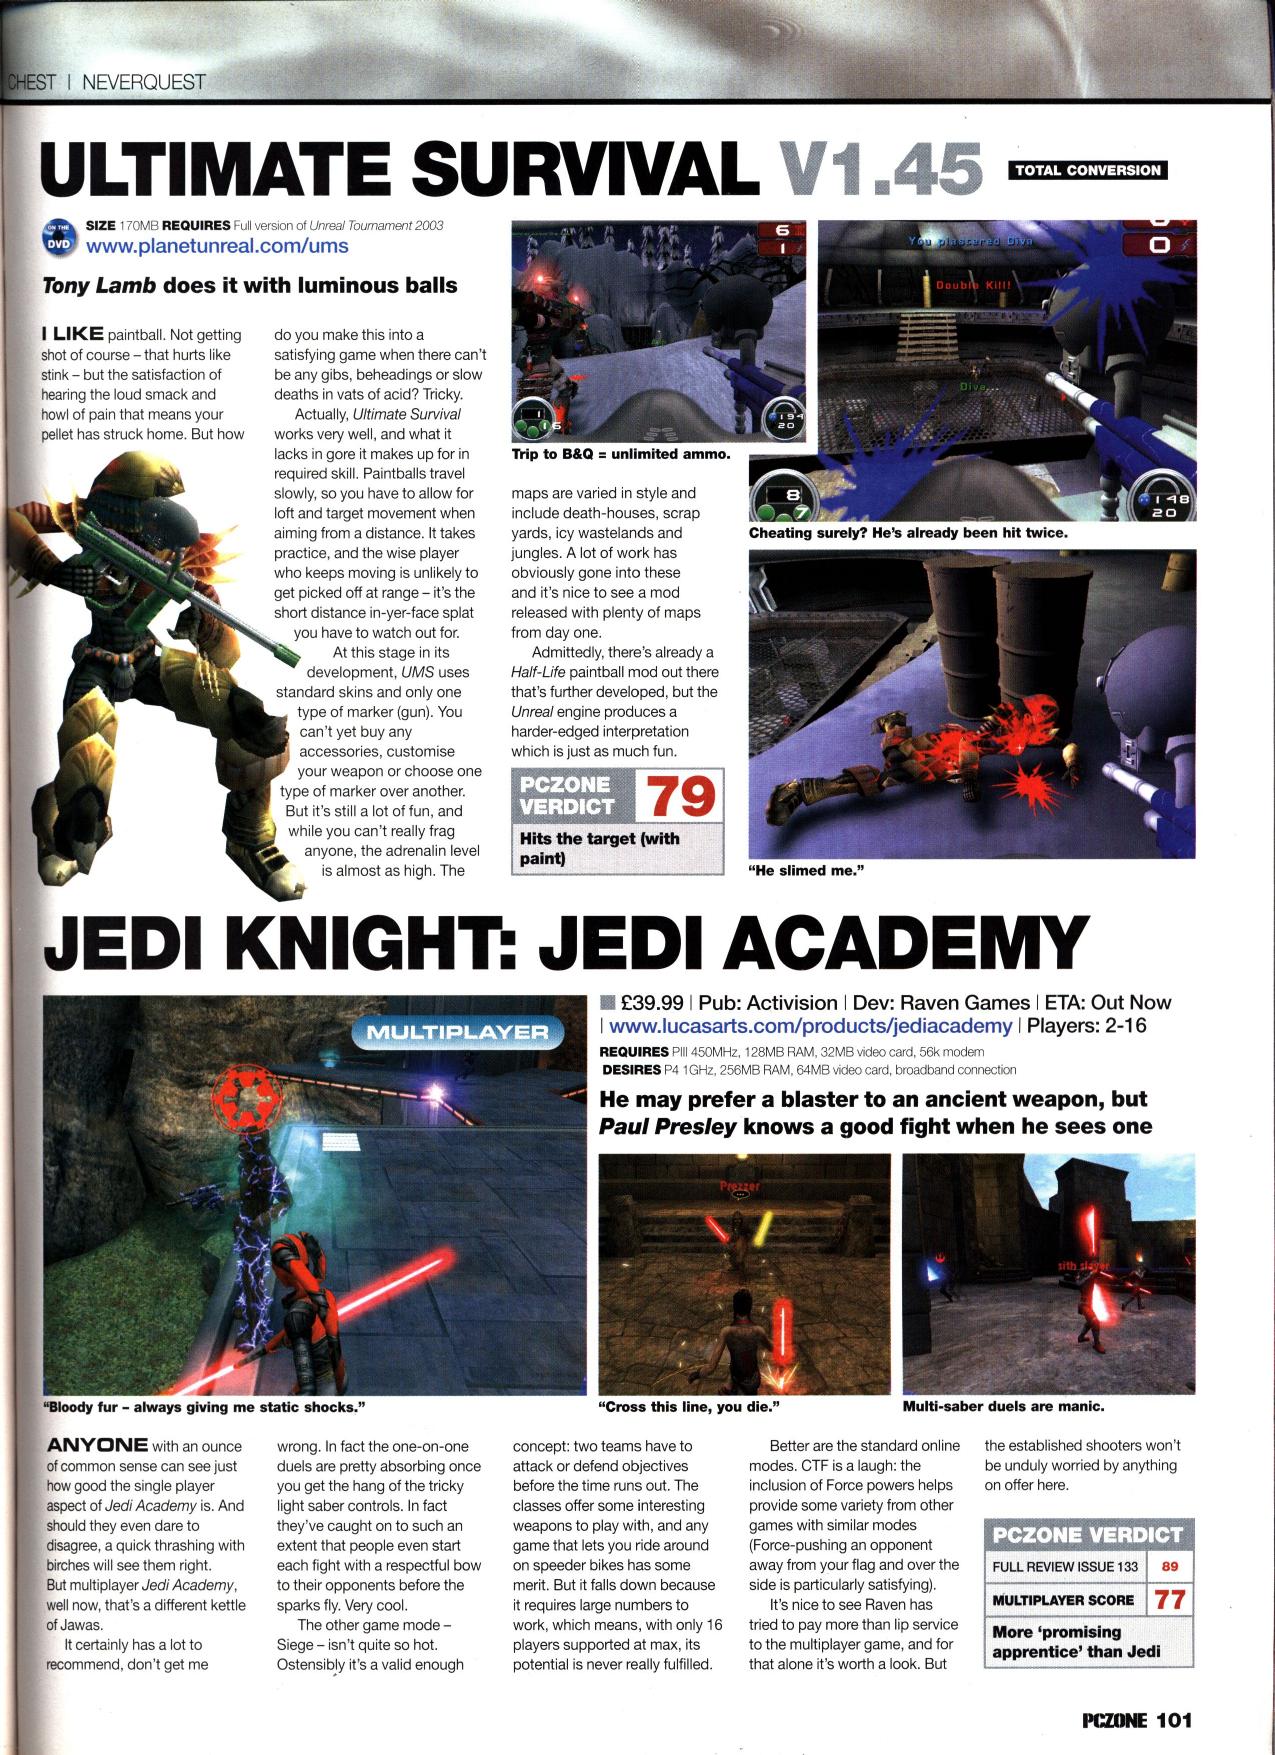 CHEST | NEVERQUEST
ULTIMATE SURVIVAL V1.45
TOTAL CONVERSION
ON THE
DVD
SIZE 170MB REQUIRES Full version of Unreal Tournament 2003
www.planetunreal.com/ums
Tony Lamb does it with luminous balls
I LIKE paintball. Not getting
shot of course – that hurts like
stink – but the satisfaction of
hearing the loud smack and
howl of pain that means your
pellet has struck home. But how
do you make this into a
satisfying game when there can't
be any gibs, beheadings or slow
deaths in vats of acid? Tricky.
Actually, Ultimate Survival
works very well, and what it
lacks in gore it makes up for in
required skill. Paintballs travel
slowly, so you have to allow for
loft and target movement when
aiming from a distance. It takes
practice, and the wise player
who keeps moving is unlikely to
get picked off at range – it's the
short distance in-yer-face splat
you have to watch out for.
At this stage in its
development, UMS uses
standard skins and only one
type of marker (gun). You
can't yet buy any
accessories, customise
your weapon or choose one
type of marker over another.
But it's still a lot of fun, and
while you can't really frag
anyone, the adrenalin level
is almost as high. The
6
1
1
16
194
20
Trip to B&Q = unlimited ammo.
maps are varied in style and
include death-houses, scrap
yards, icy wastelands and
jungles. A lot of work has
obviously gone into these
and it's nice to see a mod
released with plenty of maps
from day one.
Admittedly, there's already a
Half-Life paintball mod out there
that's further developed, but the
Unreal engine produces a
harder-edged interpretation
which is just as much fun.
PCZONE
VERDICT
79
Hits the target (with
paint)
You plastered Diva
Double Kill!
Diva
0
8
7
148
20
Cheating surely? He's already been hit twice.
“He slimed me.”
JEDI KNIGHT: JEDI ACADEMY
MULTIPLAYER
“Bloody fur – always giving me static shocks.”
£39.99 | Pub: Activision | Dev: Raven Games | ETA: Out Now
| www.lucasarts.com/products/jediacademy | Players: 2-16
REQUIRES PIII 450MHz, 128MB RAM, 32MB video card, 56k modem
DESIRES P4 1GHz, 256MB RAM, 64MB video card, broadband connection
He may prefer a blaster to an ancient weapon, but
Paul Presley knows a good fight when he sees one
Prezzer
“Cross this line, you die.”
sith slayer
Multi-saber duels are manic.
ANYONE with an ounce
of common sense can see just
how good the single player
aspect of Jedi Academy is. And
should they even dare to
disagree, a quick thrashing with
birches will see them right.
But multiplayer Jedi Academy,
well now, that's a different kettle
of Jawas.
It certainly has a lot to
recommend, don't get me
wrong. In fact the one-on-one
duels are pretty absorbing once
you get the hang of the tricky
light saber controls. In fact
they've caught on to such an
extent that people even start
each fight with a respectful bow
to their opponents before the
sparks fly. Very cool.
The other game mode –
Siege – isn't quite so hot.
Ostensibly it's a valid enough
concept: two teams have to
attack or defend objectives
before the time runs out. The
classes offer some interesting
weapons to play with, and any
game that lets you ride around
on speeder bikes has some
merit. But it falls down because
it requires large numbers to
work, which means, with only 16
players supported at max, its
potential is never really fulfilled.
Better are the standard online
modes. CTF is a laugh: the
inclusion of Force powers helps
provide some variety from other
games with similar modes
(Force-pushing an opponent
away from your flag and over the
side is particularly satisfying).
It's nice to see Raven has
tried to pay more than lip service
to the multiplayer game, and for
that alone it's worth a look. But
the established shooters won't
be unduly worried by anything
on offer here.
PCZONE VERDICT
FULL REVIEW ISSUE 133 89
MULTIPLAYER SCORE 77
More ‘promising
apprentice’ than Jedi
PCZONE 101